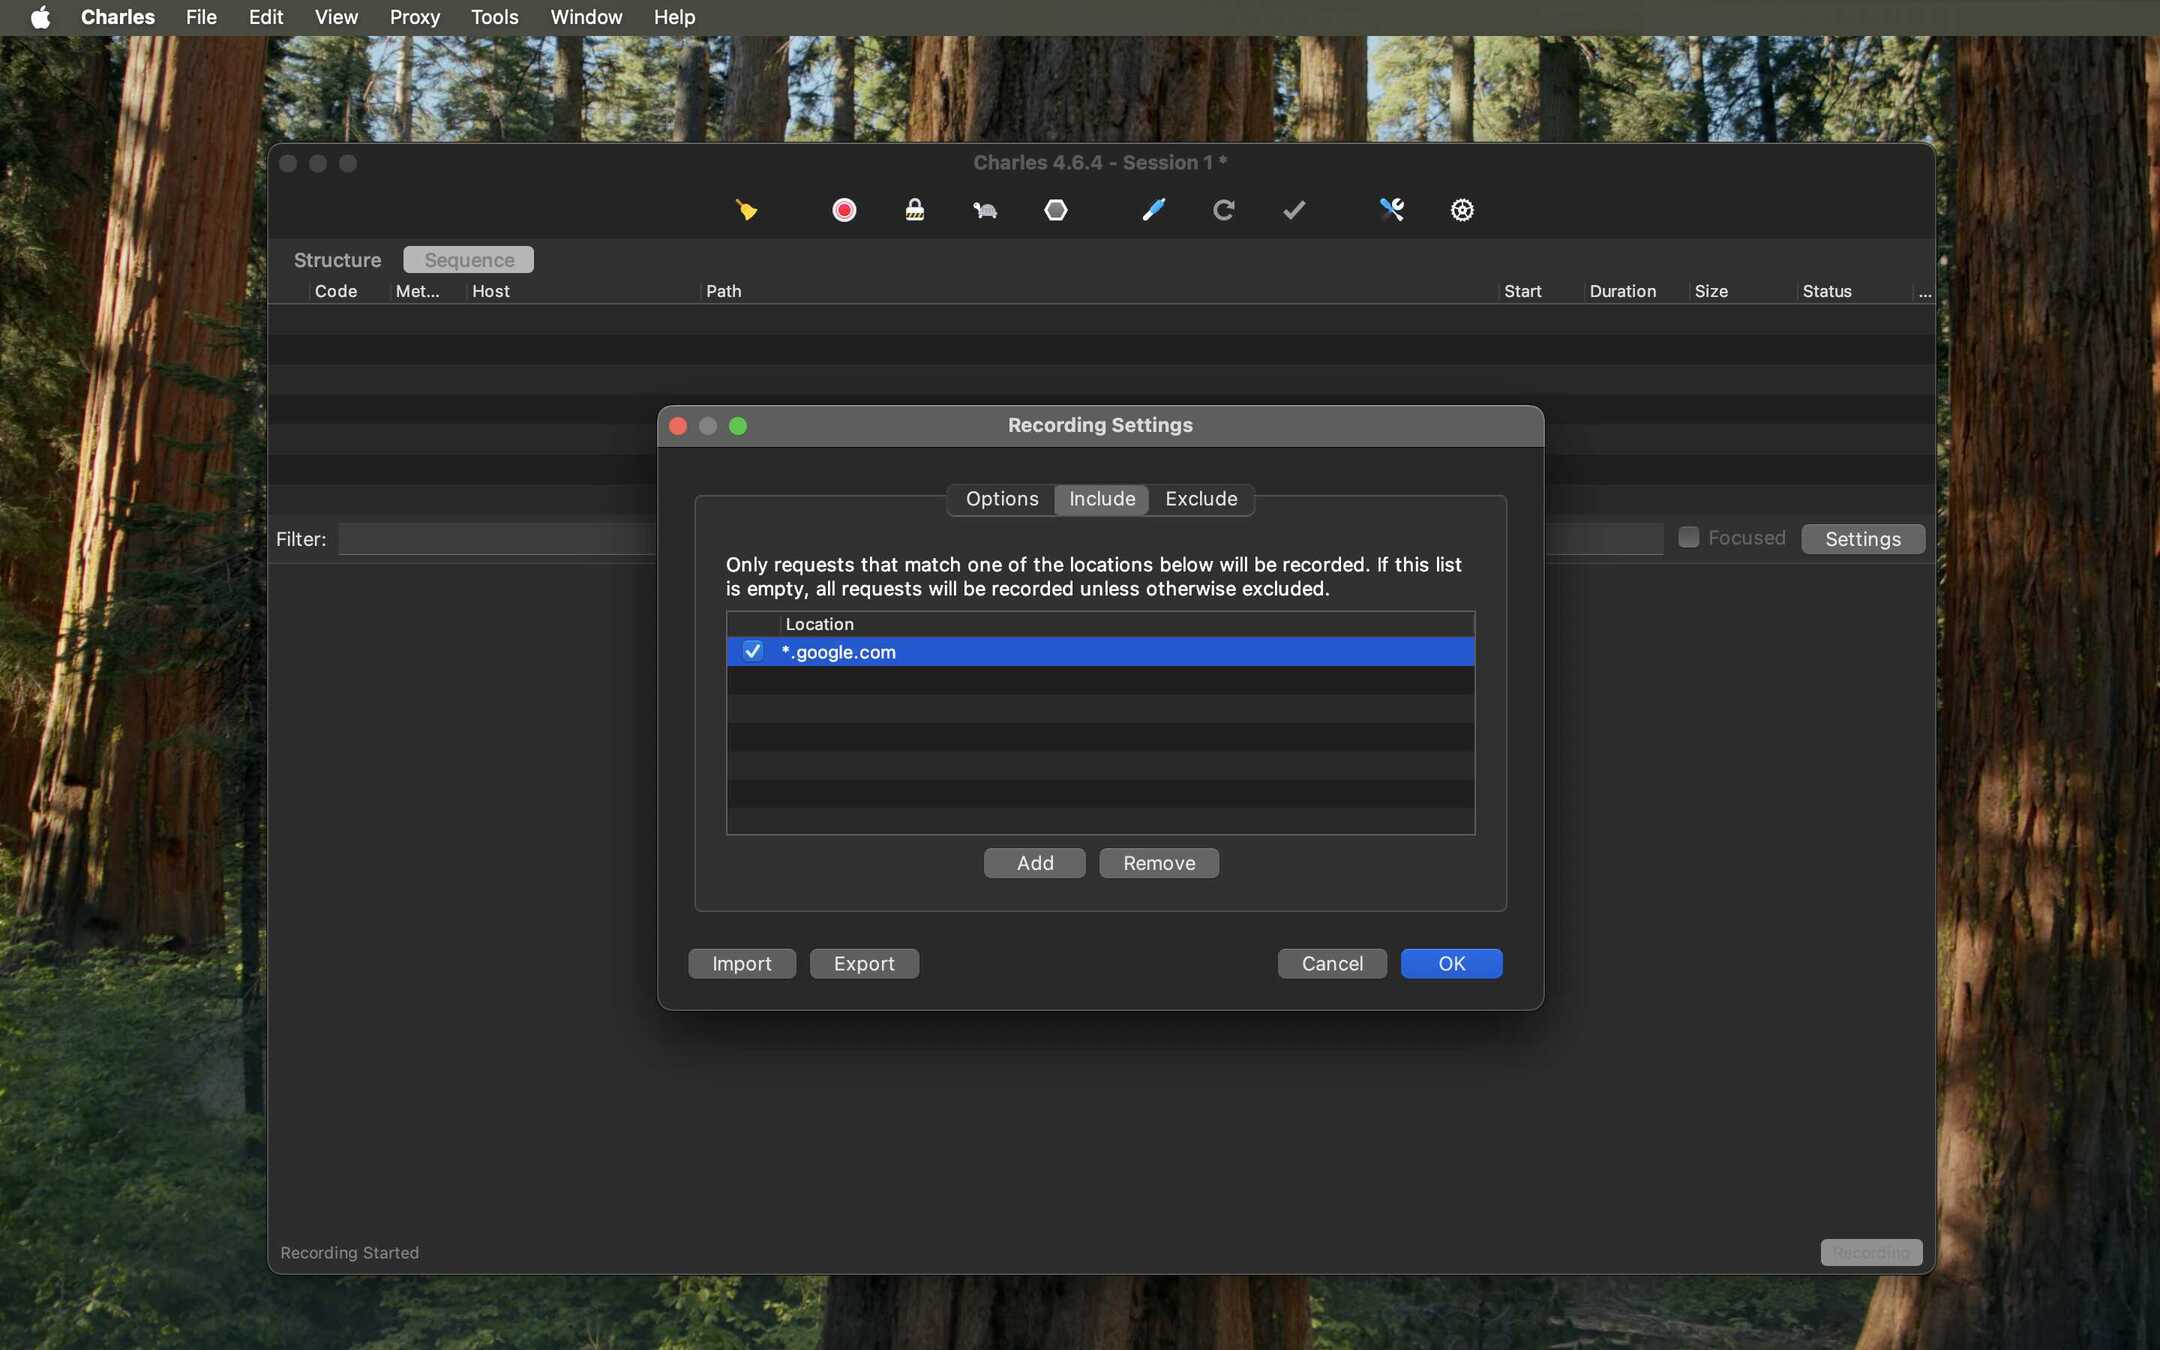 Charles File Edit View Proxy Tools Window Help
Charles 4.6.4 - Session 1 *
Structure Sequence
Code Met... Host Path Start Duration Size Status ...
Recording Settings
Options Include Exclude
Filter: Focused Settings
Only requests that match one of the locations below will be recorded. If this list
is empty, all requests will be recorded unless otherwise excluded.
Location
*.google.com
Add Remove
Import Export Cancel OK
Recording Started Recording